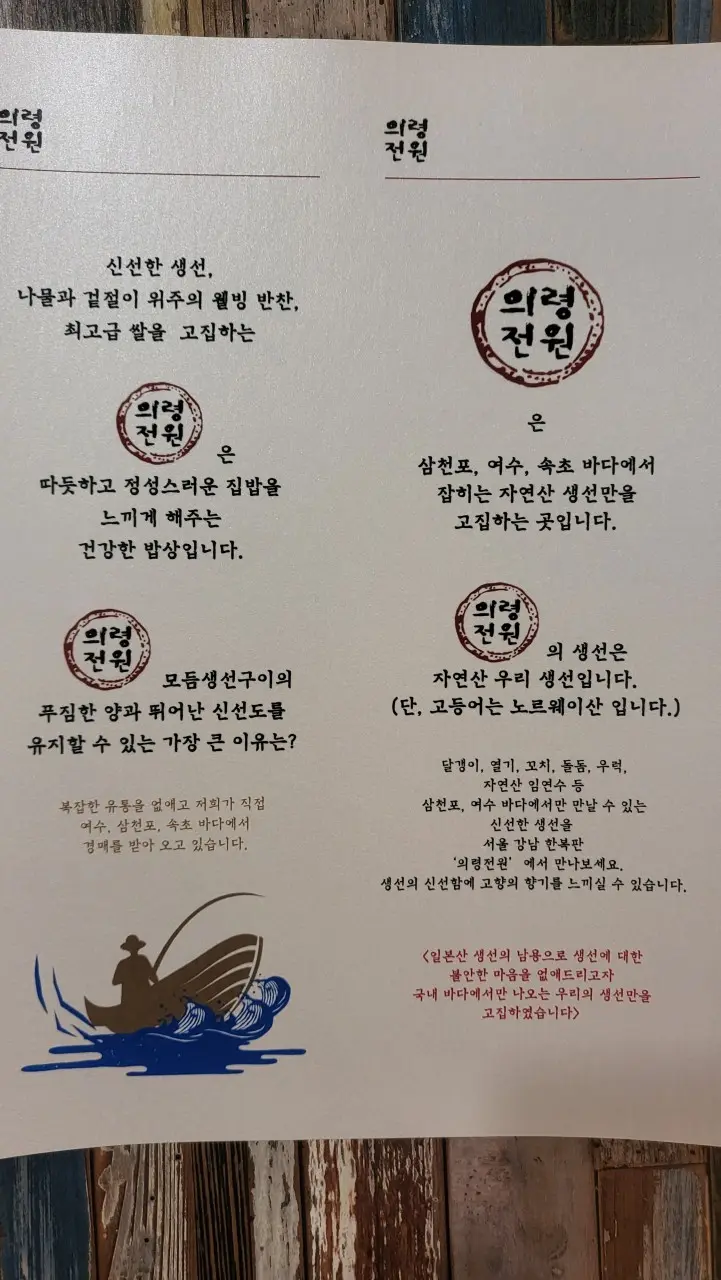 의령
전원
신선한 생선,
나물과 겉절이 위주의 웰빙 반찬,
최고급 쌀을 고집하는
의령
전원
은
따듯하고 정성스러운 집밥을
느끼게 해주는
건강한 밥상입니다.
의령
전원
모듬생선구이의
푸짐한 양과 뛰어난 신선도를
유지할 수 있는 가장 큰 이유는?
복잡한 유통을 없애고 저희가 직접
여수, 삼천포, 속초 바다에서
경매를 받아 오고 있습니다.
의령
전원
의령
전원
은
삼천포, 여수, 속초 바다에서
잡히는 자연산 생선만을
고집하는 곳입니다.
의령
전원
의 생선은
자연산 우리 생선입니다.
(단, 고등어는 노르웨이산 입니다.)
달갱이, 열기, 꼬치, 돌돔, 우럭,
자연산 임연수 등
삼천포, 여수 바다에서만 만날 수 있는
신선한 생선을
서울 강남 한복판
'의령전원' 에서 만나보세요.
생선의 신선함에 고향의 향기를 느끼실 수 있습니다.
<일본산 생선의 남용으로 생선에 대한
불안한 마음을 없애드리고자
국내 바다에서만 나오는 우리의 생선만을
고집하였습니다>